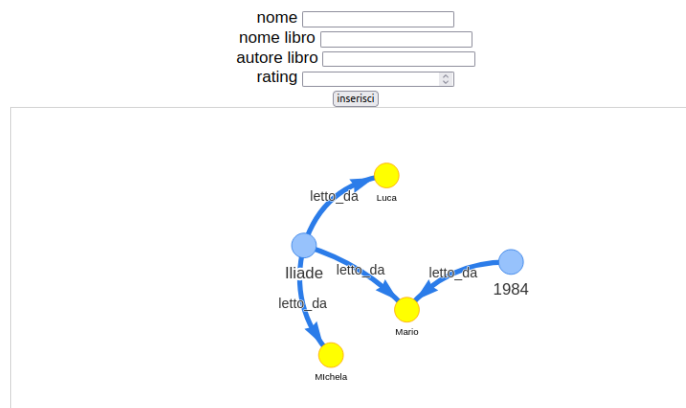 nome
nome libro
autore libro
rating
inserisci
letto_da
Luca
Iliade
letto_da
letto_da
1984
letto_da
Mario
MIchela